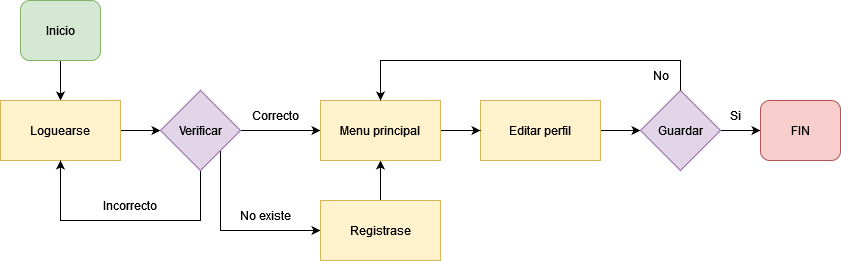 Inicio
No
Loguearse
Verificar
Correcto
Menu principal
Editar perfil
Guardar
Si
FIN
Incorrecto
No existe
Registrase